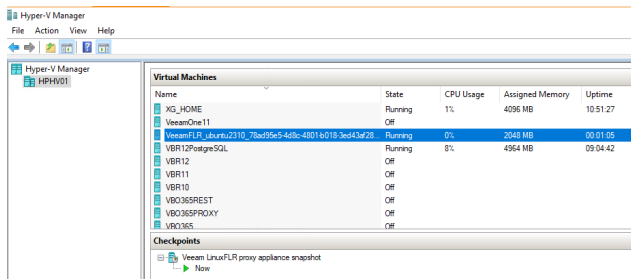 Hyper-V Manager
File Action View Help
Hyper-V Manager
HPHV01
Virtual Machines
Name State CPU Usage Assigned Memory Uptime
XG_HOME Running 1% 4096 MB 10:51:27
VeeamOne11 Off
VeeamFLR_ubuntu2310_78ad95e5-4d8c-4801-b018-3ed43af28... Running 0% 2048 MB 00:01:05
VBR12PostgreSQL Running 8% 4964 MB 09:04:42
VBR12 Off
VBR11 Off
VBR10 Off
VBO365REST Off
VBO365PROXY Off
VBO365 Off
Checkpoints
Veeam LinuxFLR proxy appliance snapshot
Now